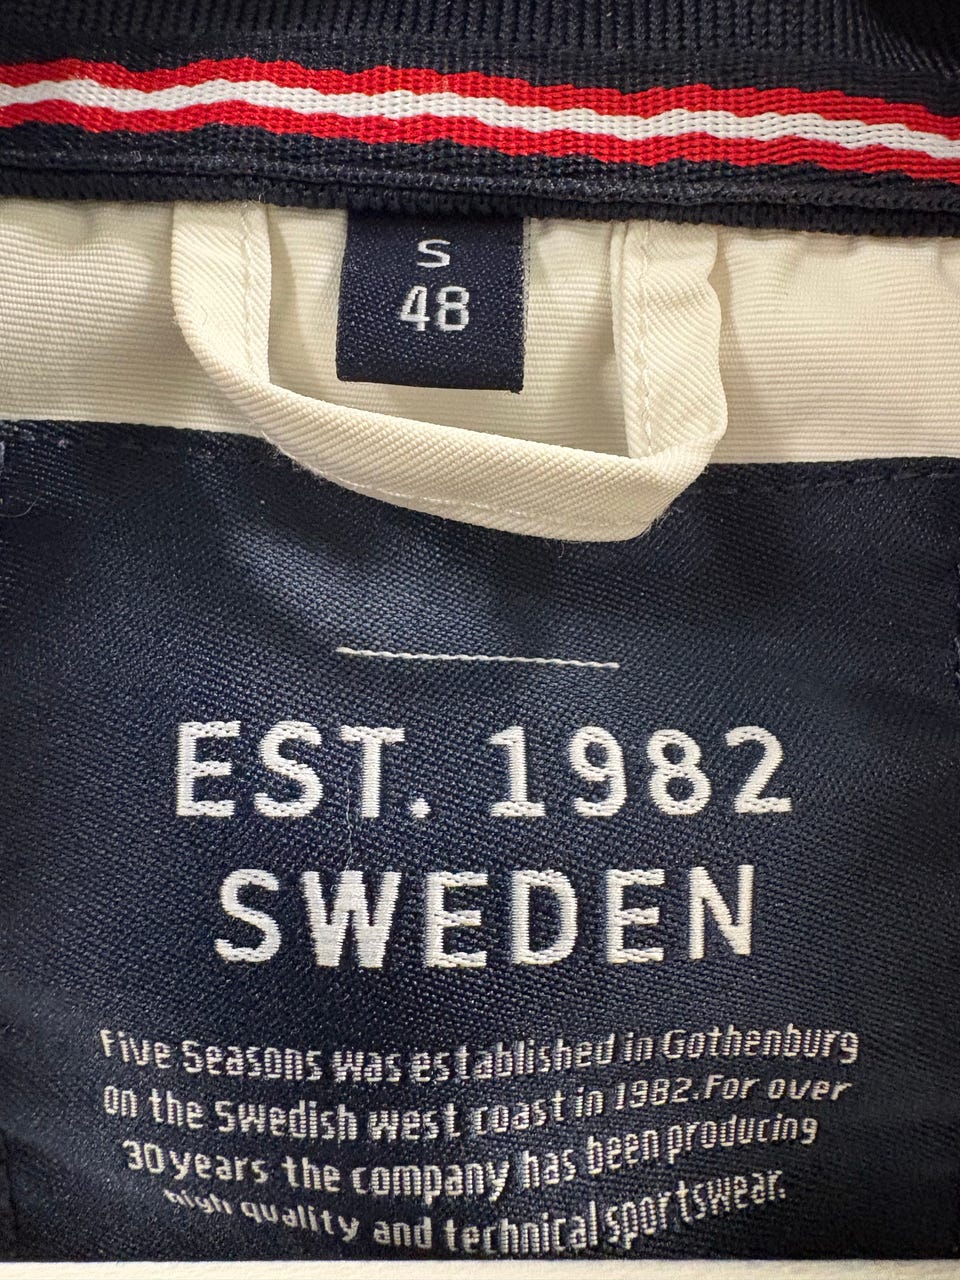 S
48
EST. 1982
SWEDEN
Five Seasons was established in Gothenburg
on the Swedish west coast in 1982. For over
30 years the company has been producing
high quality and technical sportswear.